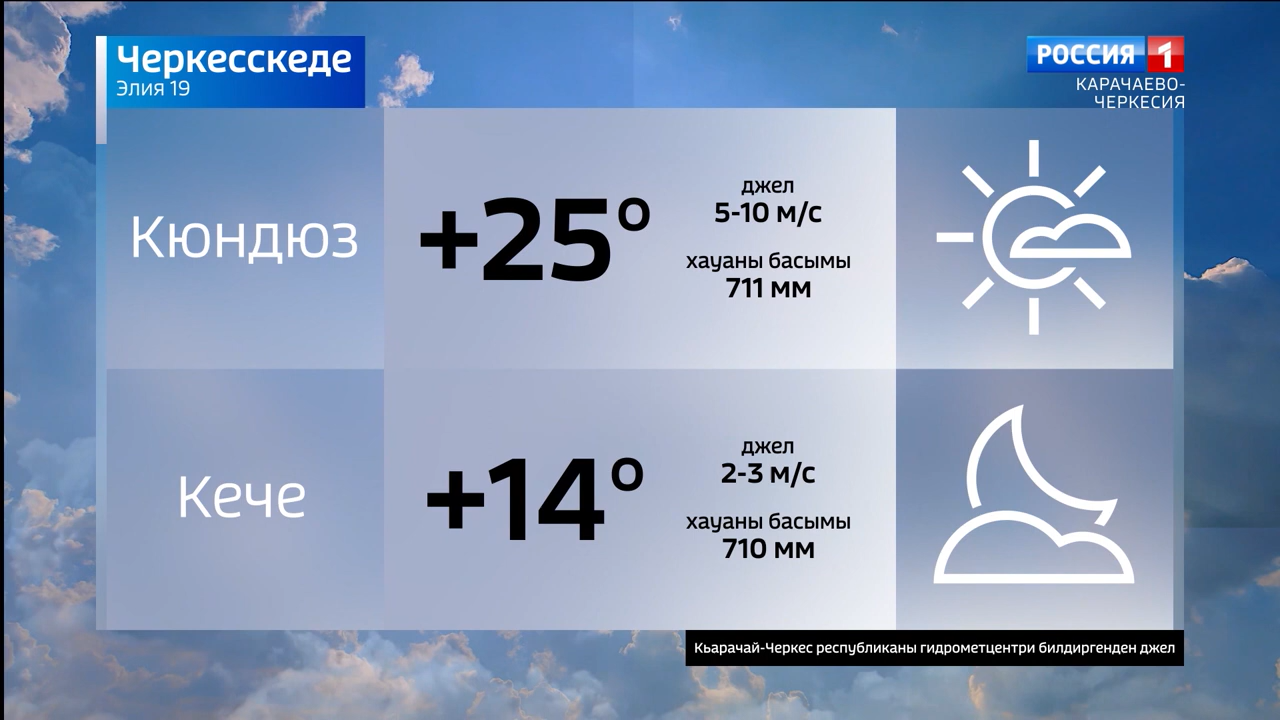 Черкесскеде
Элия 19
РОССИЯ 1
КАРАЧАЕВО-
ЧЕРКЕСИЯ
Кюндюз
+25°
джел
5-10 м/с
хауаны басымы
711 мм
Кече
+14°
джел
2-3 м/с
хауаны басымы
710 мм
Кьарачай-Черкес республиканы гидрометцентри билдиргенден джел